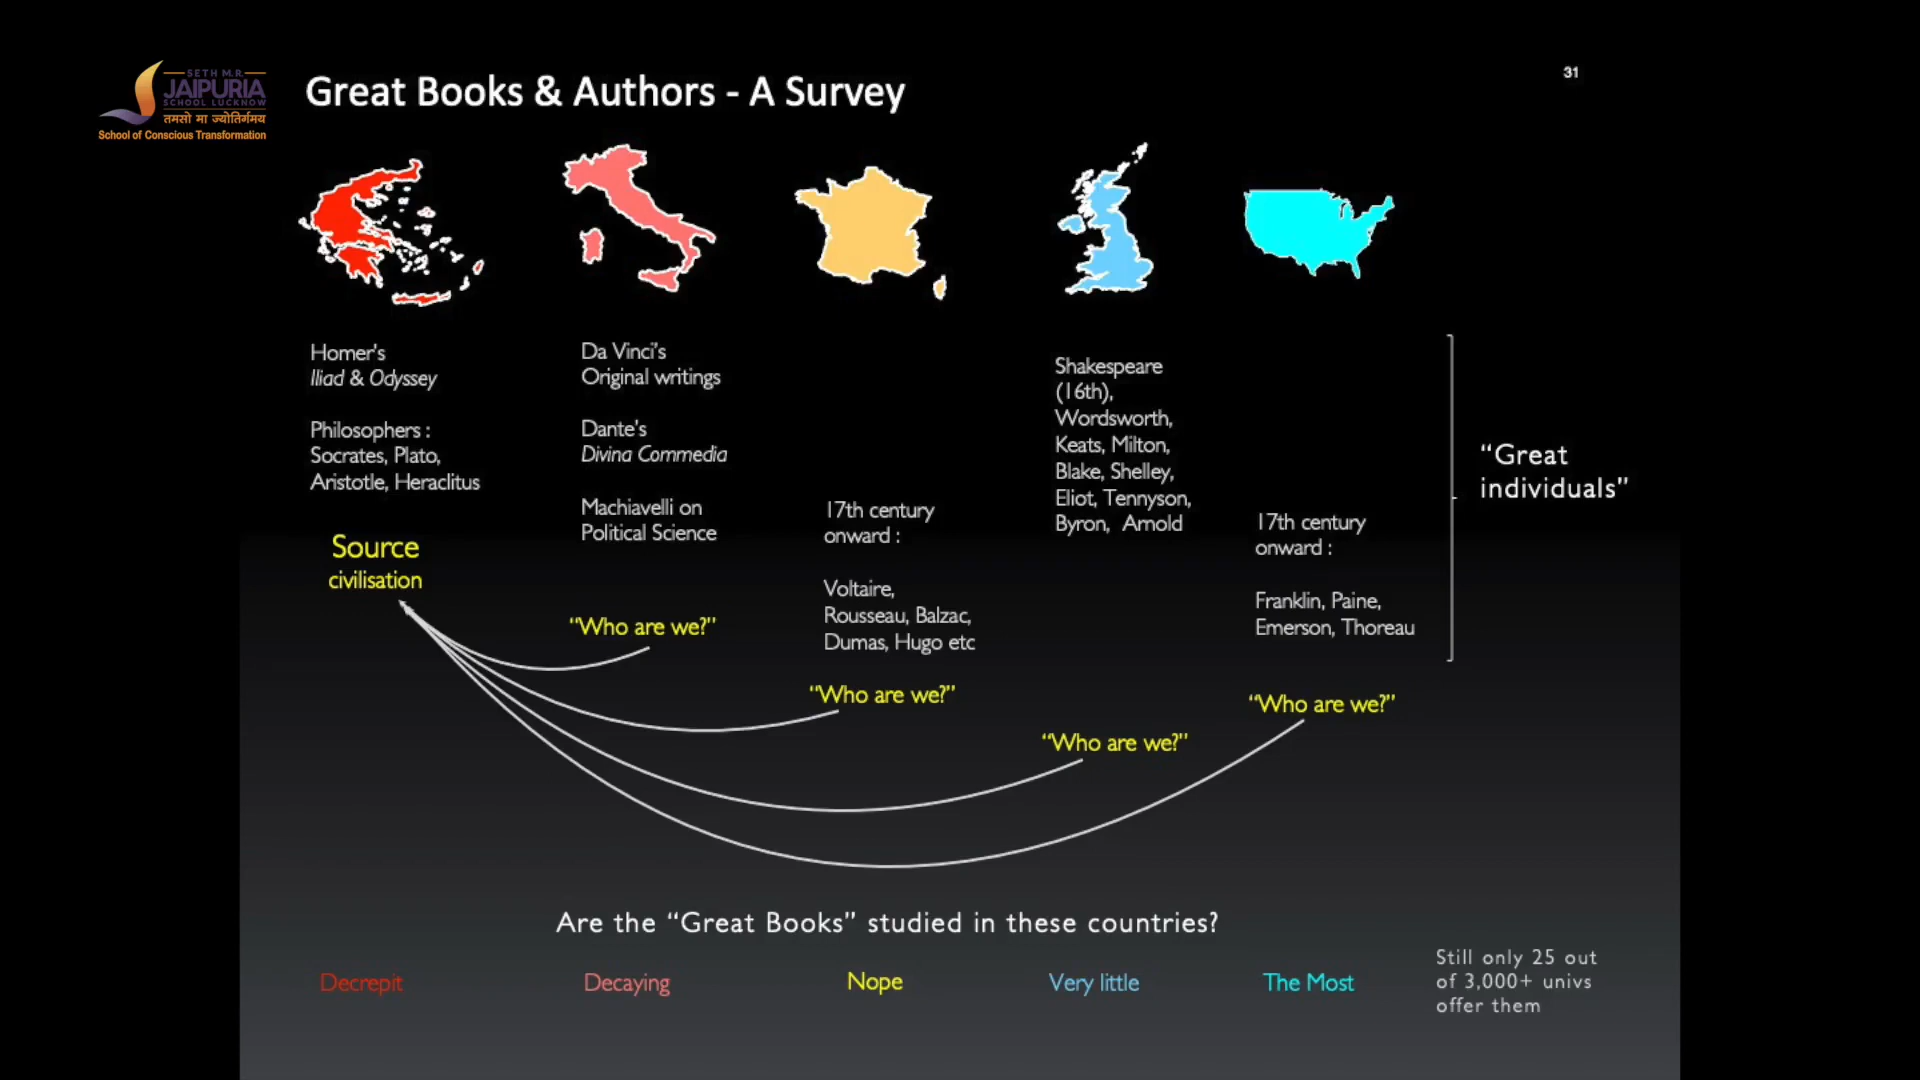 SETH M.R.
JAIPURIA
SCHOOL LUCKNOW
तमसो मा ज्योतिर्गमय
School of Conscious Transformation
Great Books & Authors - A Survey
31
Homer's
Iliad & Odyssey
Philosophers :
Socrates, Plato,
Aristotle, Heraclitus
Source
civilisation
Da Vinci's
Original writings
Dante's
Divina Commedia
Machiavelli on
Political Science
"Who are we?"
17th century
onward :
Voltaire,
Rousseau, Balzac,
Dumas, Hugo etc
"Who are we?"
Shakespeare
(16th),
Wordsworth,
Keats, Milton,
Blake, Shelley,
Eliot, Tennyson,
Byron, Arnold
"Who are we?"
17th century
onward :
Franklin, Paine,
Emerson, Thoreau
"Who are we?"
"Great
individuals"
Are the "Great Books" studied in these countries?
Decrepit
Decaying
Nope
Very little
The Most
Still only 25 out
of 3,000+ univs
offer them